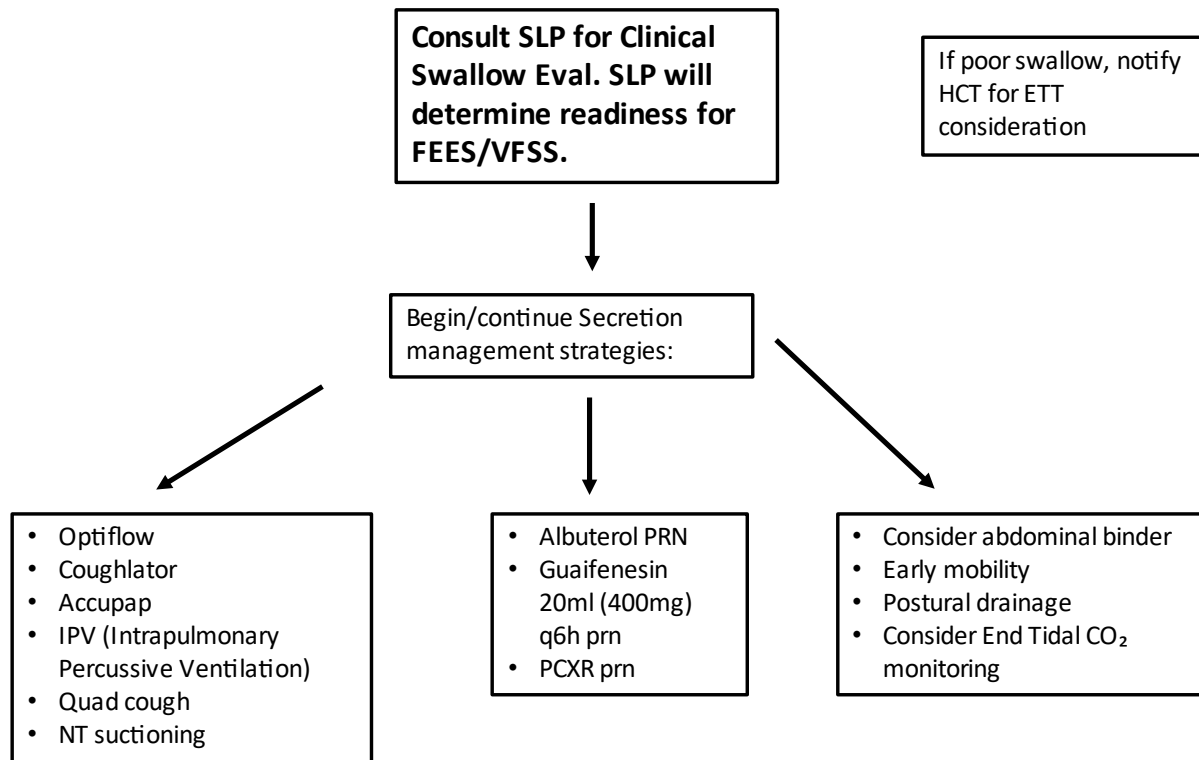 Consult SLP for Clinical
Swallow Eval. SLP will
determine readiness for
FEES/VFSS.
If poor swallow, notify
HCT for ETT
consideration
Begin/continue Secretion
management strategies:
• Optiflow
• Coughlator
• Accupap
• IPV (Intrapulmonary
Percussive Ventilation)
• Quad cough
• NT suctioning
• Albuterol PRN
• Guaifenesin
20ml (400mg)
q6h prn
• PCXR prn
• Consider abdominal binder
• Early mobility
• Postural drainage
• Consider End Tidal CO₂
monitoring